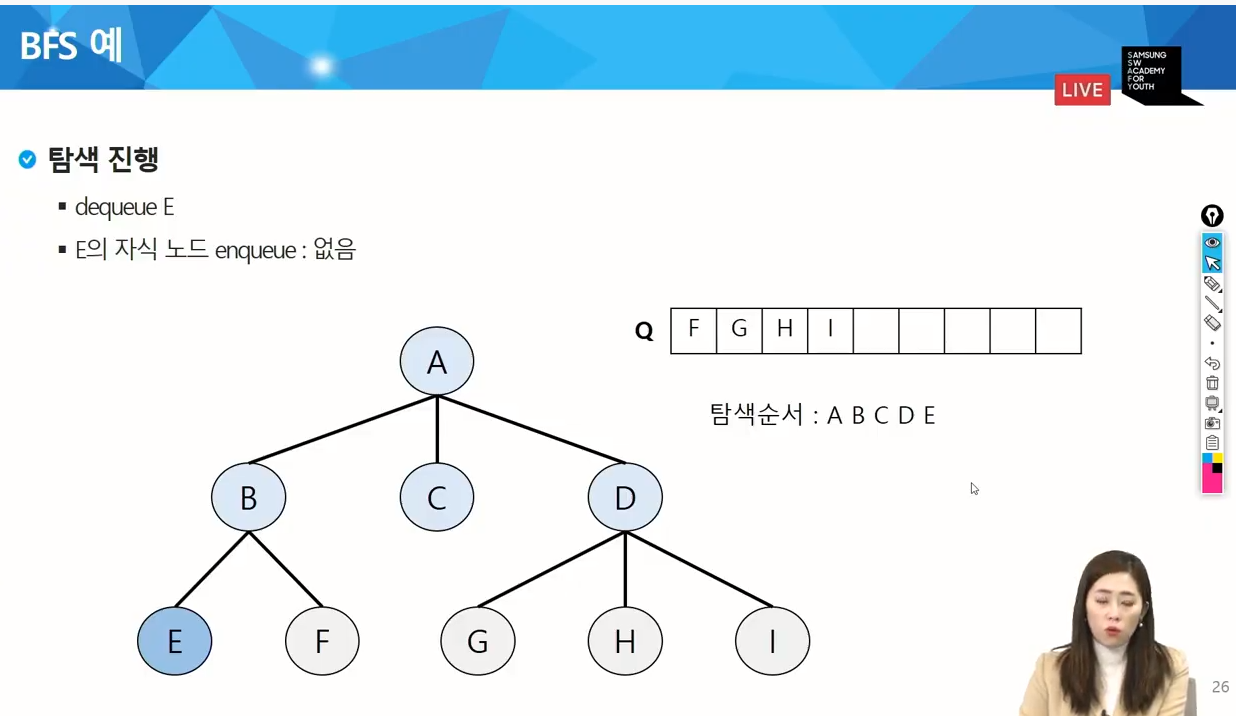 BFS 예
LIVE
SAMSUNG
SW
ACADEMY
FOR
YOUTH
탐색 진행
▪ dequeue E
▪ E의 자식 노드 enqueue : 없음
Q F G H I
탐색순서 : A B C D E
A
B C D
E F G H I
26